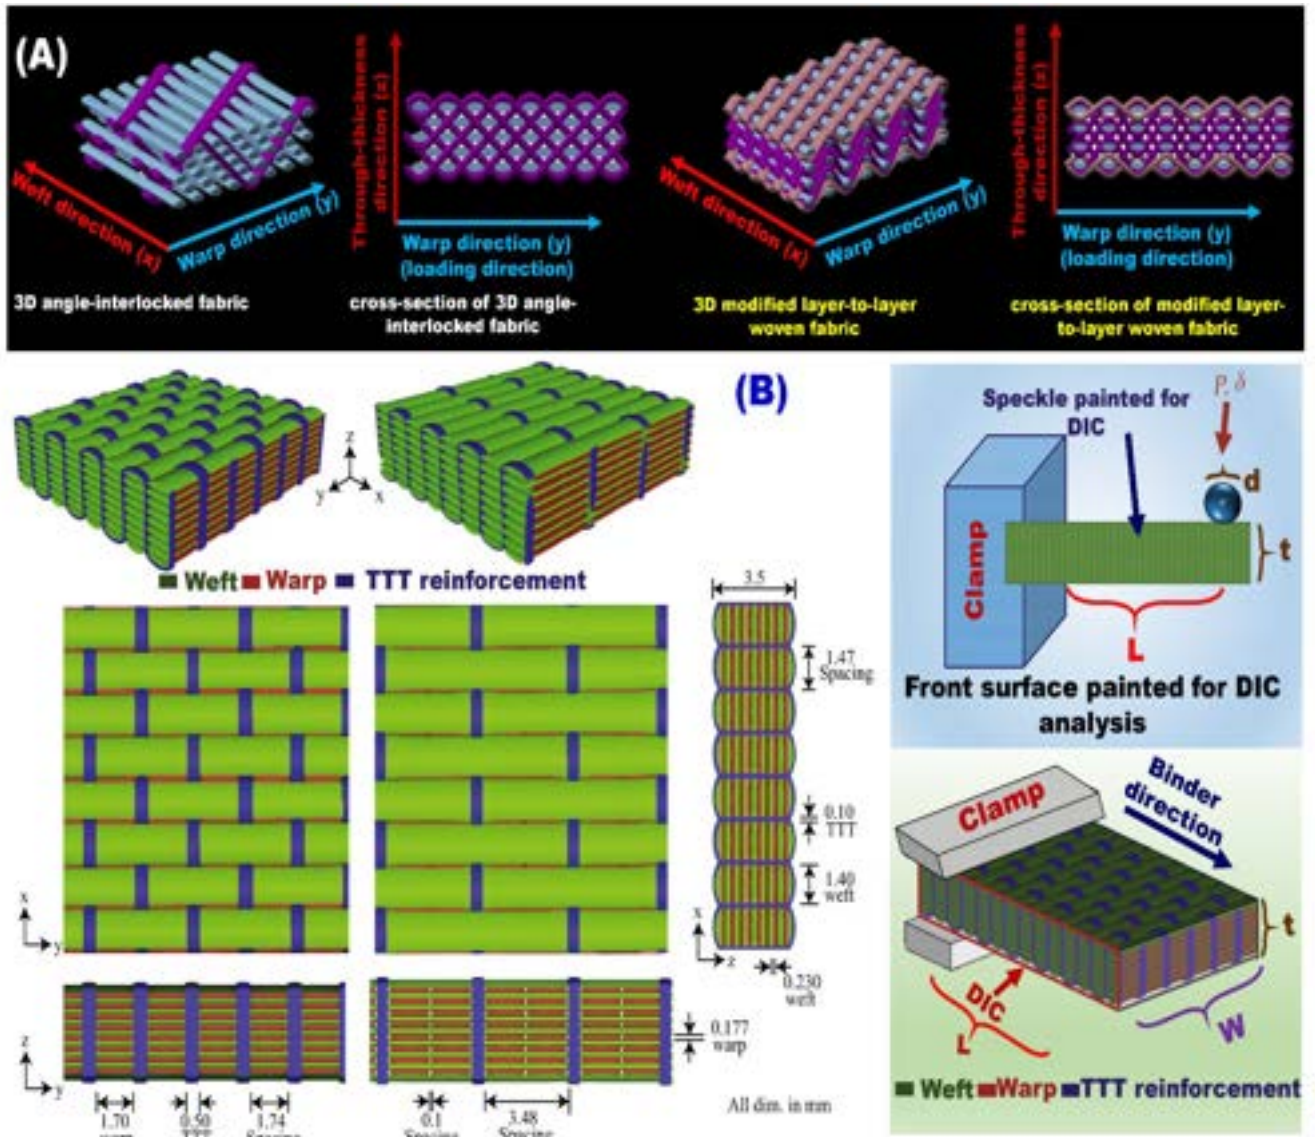 (A)
Weft direction (x)
Warp direction (y)
3D angle-interlocked fabric
Through-thickness
direction (z)
Warp direction (y)
(loading direction)
cross-section of 3D angle-
interlocked fabric
Weft direction (x)
Warp direction (y)
3D modified layer-to-layer
woven fabric
Through-thickness
direction (z)
Warp direction (y)
(loading direction)
cross-section of modified layer-
to-layer woven fabric
(B)
z
y
x
Weft Warp TTT reinforcement
3.5
1.47
Spacing
0.10
TTT
1.40
weft
x
z
0.230
weft
x
y
z
y
1.70
warp
0.50
TTT
1.74
Spacing
0.1
Spacing
3.48
Spacing
0.177
warp
All dim. in mm
P, δ
Speckle painted for
DIC
d
Clamp
t
L
Front surface painted for DIC
analysis
Clamp
Binder
direction
t
DIC
L
W
Weft Warp TTT reinforcement